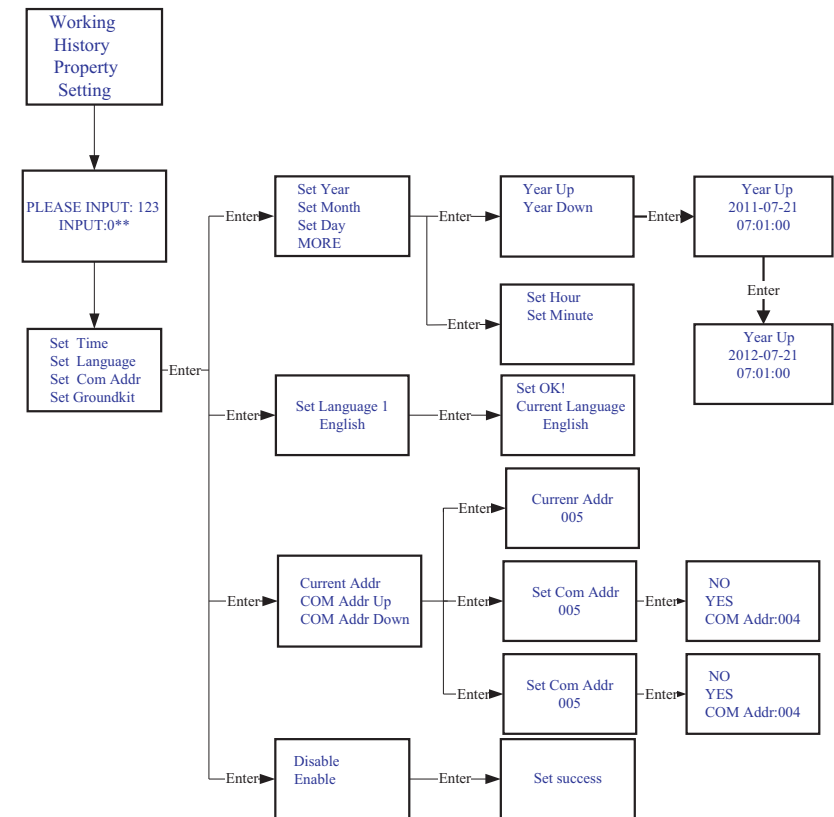 Working
History
Property
Setting
PLEASE INPUT: 123
INPUT:0**
Set Time
Set Language
Set Com Addr
Set Groundkit
Enter
Enter
Set Year
Set Month
Set Day
MORE
Enter
Year Up
Year Down
Enter
Year Up
2011-07-21
07:01:00
Enter
Year Up
2012-07-21
07:01:00
Enter
Set Hour
Set Minute
Enter
Set Language 1
English
Enter
Set OK!
Current Language
English
Enter
Current Addr
COM Addr Up
COM Addr Down
Enter
Currenr Addr
005
Enter
Set Com Addr
005
Enter
NO
YES
COM Addr:004
Enter
Set Com Addr
005
Enter
NO
YES
COM Addr:004
Enter
Disable
Enable
Enter
Set success